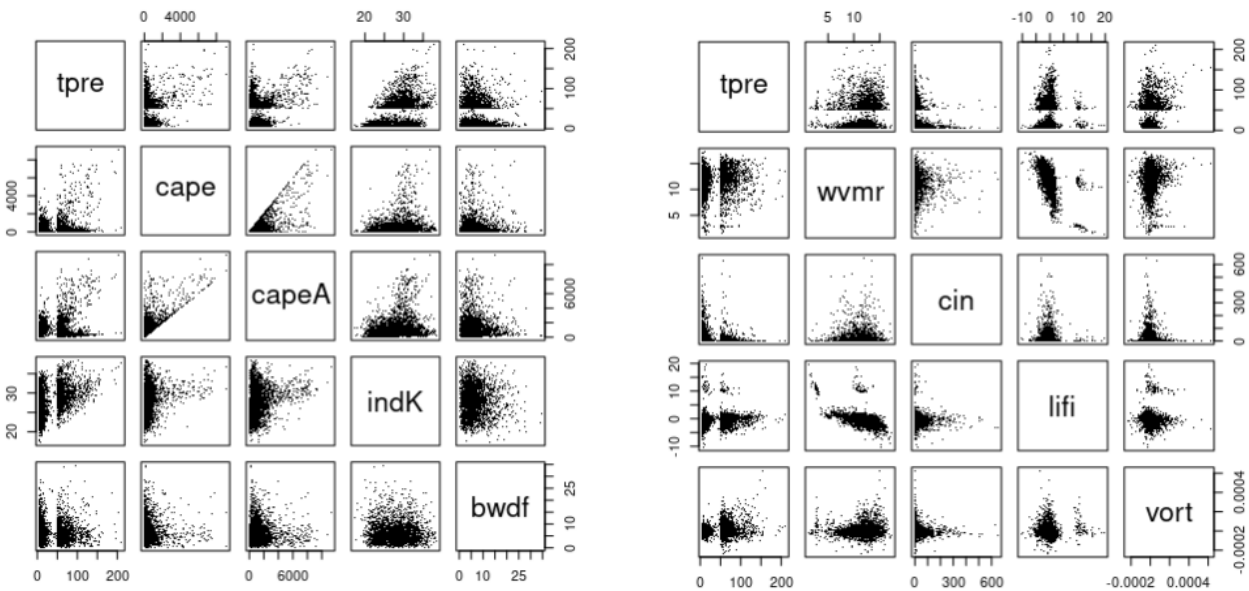 0 4000 20 30 5 10 -10 0 10 20
tpre 0 100 200 tpre 0 100 200
0 4000 cape 5 10 wvmr
capeA 0 6000 cin 0 300 600
20 30 indK -10 0 10 20 lifi
bwdf 0 10 25 vort -0.0002 0.0004
0 100 200 0 6000 0 10 25 0 100 200 0 300 600 -0.0002 0.0004